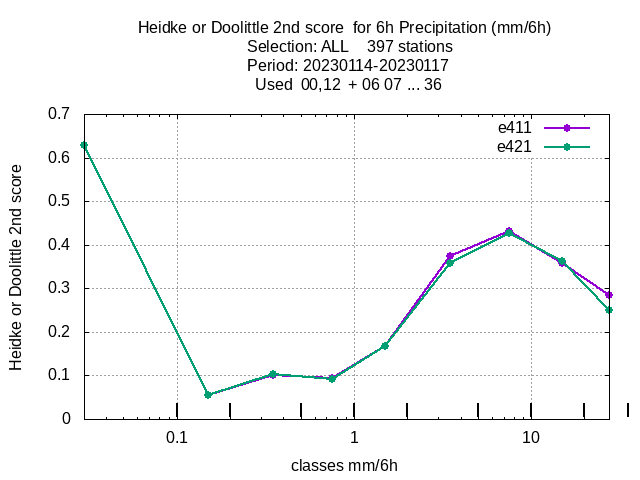 Heidke or Doolittle 2nd score  for 6h Precipitation (mm/6h)
Selection: ALL    397 stations
Period: 20230114-20230117
Used  00,12  + 06 07 ... 36
e411
e421
0.7
0.6
0.5
0.4
0.3
0.2
0.1
0
Heidke or Doolittle 2nd score
0.1
1
10
classes mm/6h